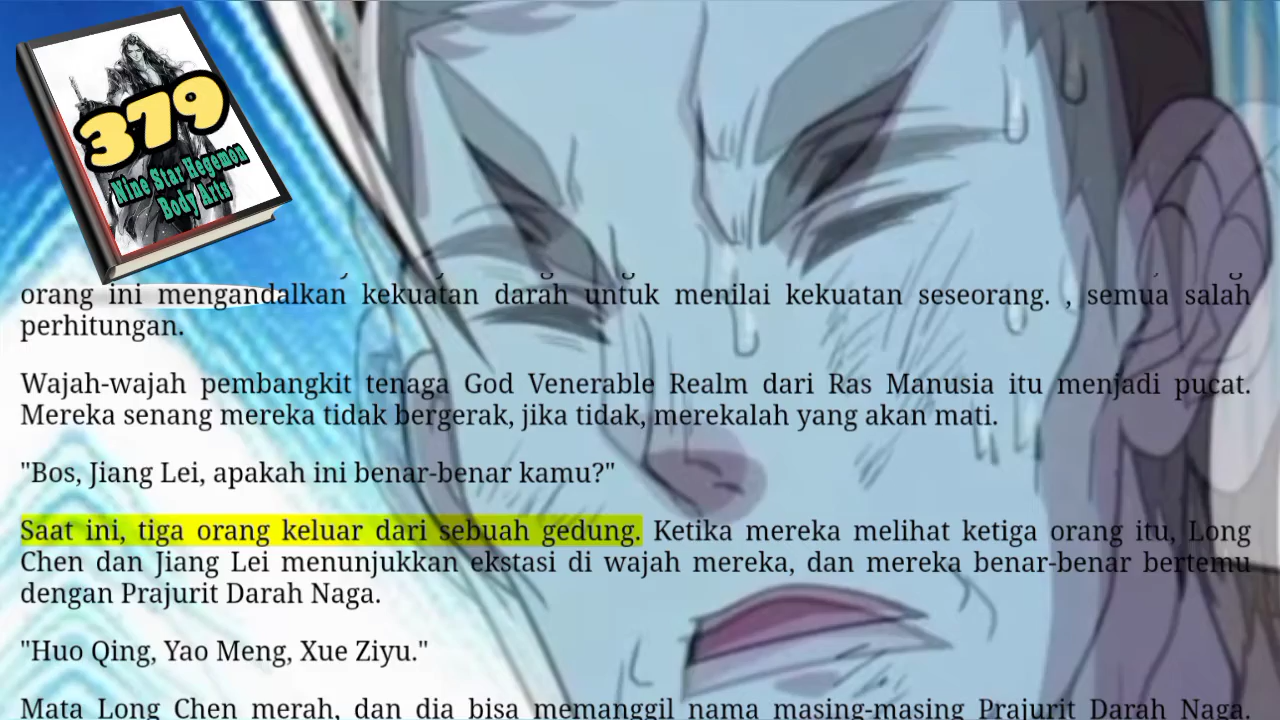 379
Nine Star Hegemon
Body Arts
orang ini mengandalkan kekuatan darah untuk menilai kekuatan seseorang. , semua salah
perhitungan.
Wajah-wajah pembangkit tenaga God Venerable Realm dari Ras Manusia itu menjadi pucat.
Mereka senang mereka tidak bergerak, jika tidak, merekalah yang akan mati.
"Bos, Jiang Lei, apakah ini benar-benar kamu?"
Saat ini, tiga orang keluar dari sebuah gedung. Ketika mereka melihat ketiga orang itu, Long
Chen dan Jiang Lei menunjukkan ekstasi di wajah mereka, dan mereka benar-benar bertemu
dengan Prajurit Darah Naga.
"Huo Qing, Yao Meng, Xue Ziyu."
Mata Long Chen merah, dan dia bisa memanggil nama masing-masing Prajurit Darah Naga.